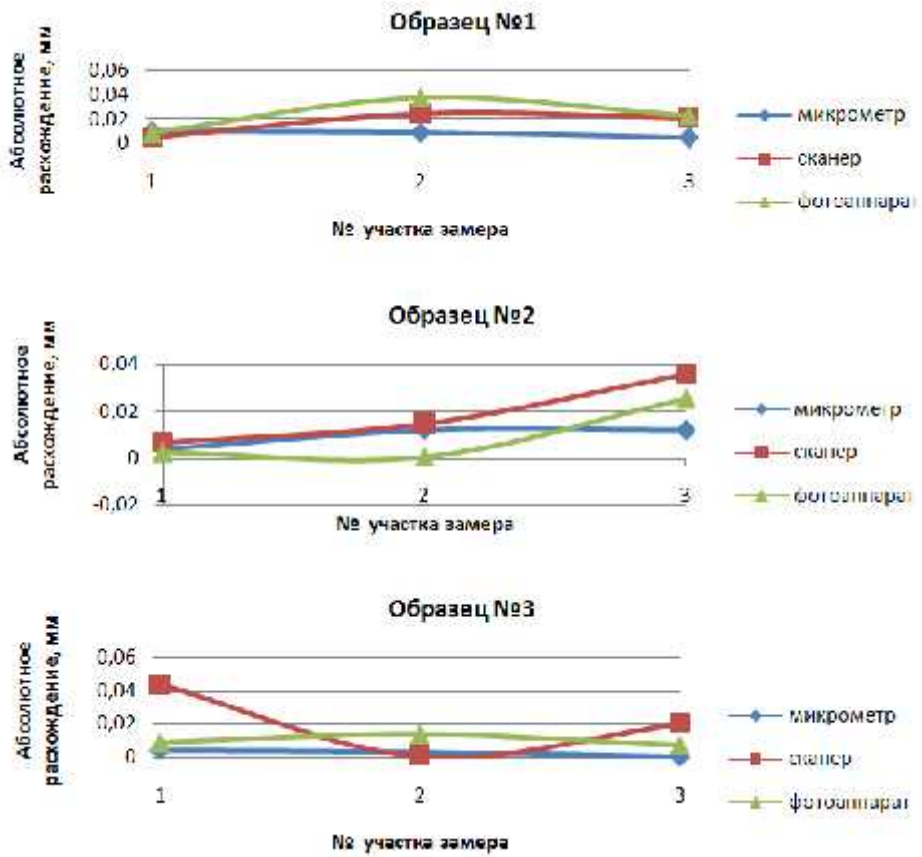 Образец №1
Абсолютное
расхождение, мм
0,06
0,04
0,02
0
1 2 3
№ участка замера
микрометр
сканер
фотоаппарат
Образец №2
Абсолютное
расхождение, мм
0,04
0,02
0
-0,02
1 2 3
№ участка замера
микрометр
сканер
фотоаппарат
Образец №3
Абсолютное
расхождение, мм
0,06
0,04
0,02
0
1 2 3
№ участка замера
микрометр
сканер
фотоаппарат